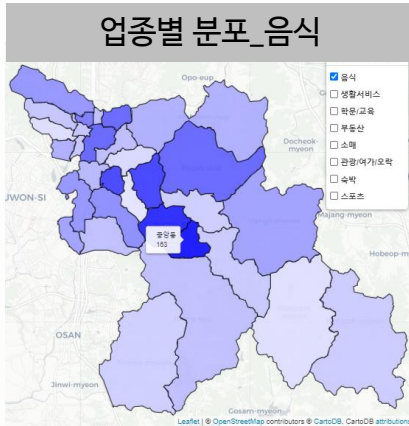 업종별 분포_음식
음식
생활서비스
학문/교육
부동산
소매
관광/여가/오락
숙박
스포츠
Opo-eup
Docheok-
myeon
UWON-SI
Majang-myeon
중앙동
163
Hobeop-m
OSAN
Jinwi-myeon
Gosam-myeon
Leaflet | © OpenStreetMap contributors © CartoDB, CartoDB attributions